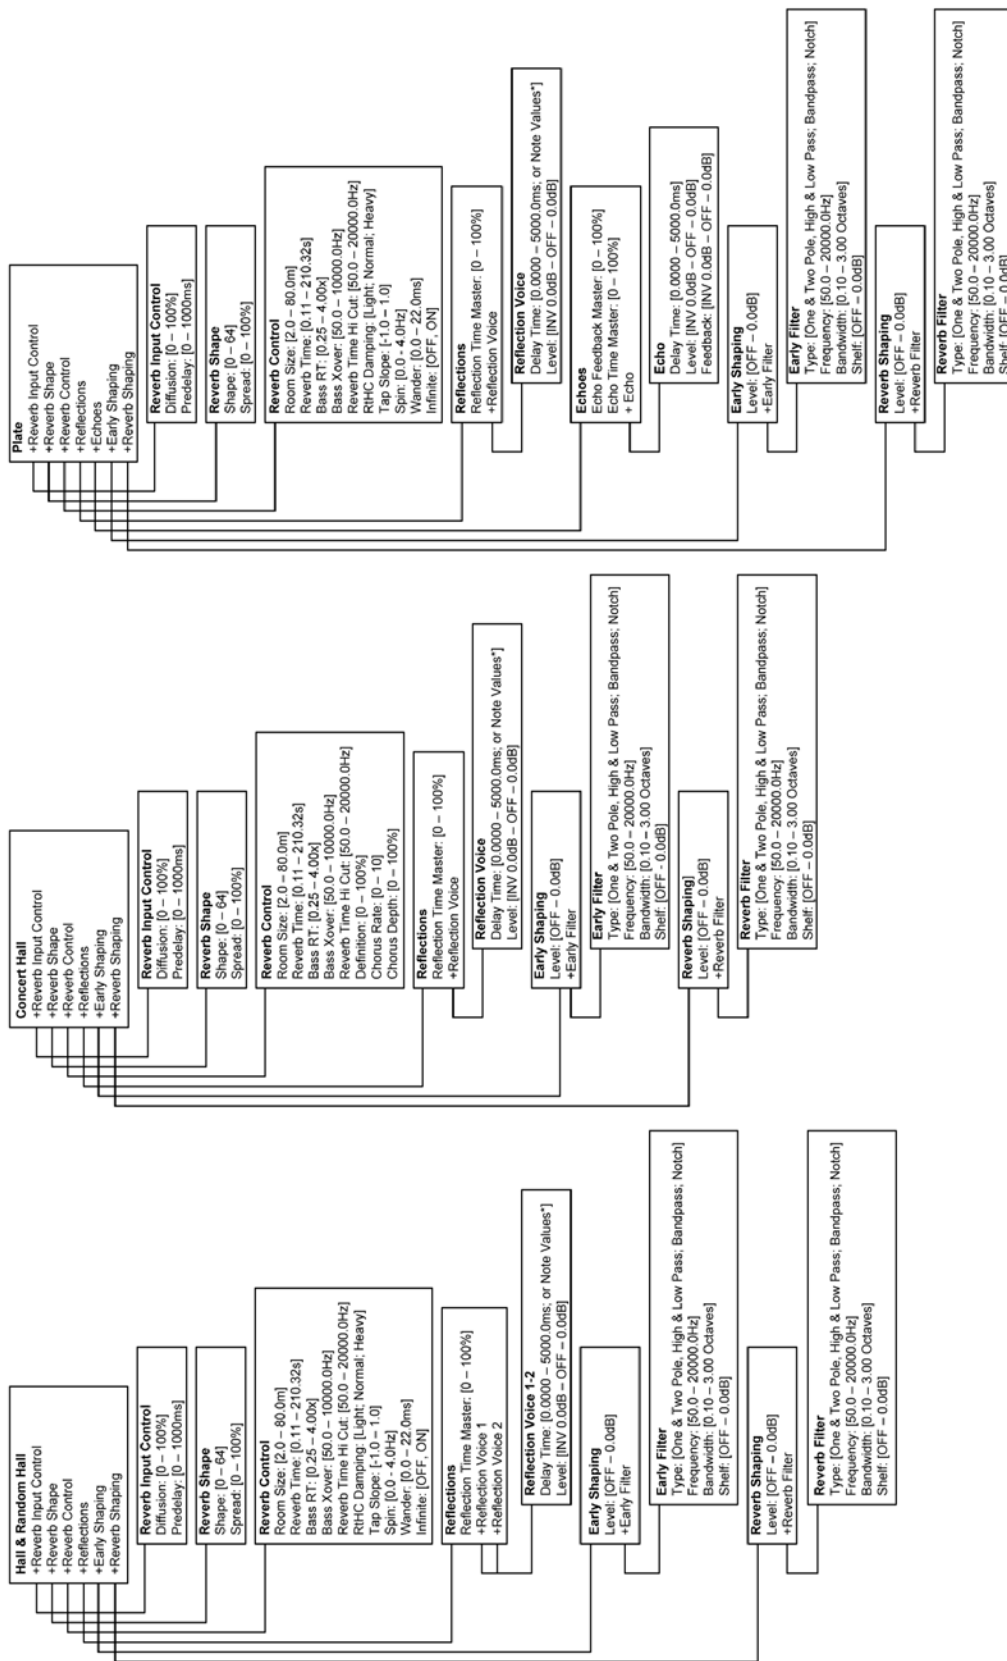 Hall & Random Hall
+Reverb Input Control
+Reverb Shape
+Reverb Control
+Reflections
+Early Shaping
+Reverb Shaping
Reverb Input Control
Diffusion: [0 – 100%]
Predelay: [0 – 1000ms]
Reverb Shape
Shape: [0 – 64]
Spread: [0 – 100%]
Reverb Control
Room Size: [2.0 – 80.0m]
Reverb Time: [0.11 – 210.32s]
Bass RT: [0.25 – 4.00x]
Bass Xover: [50.0 – 10000.0Hz]
Reverb Time Hi Cut: [50.0 – 20000.0Hz]
RtHC Damping: [Light; Normal; Heavy]
Tap Slope: [-1.0 – 1.0]
Spin: [0.0 - 4.0Hz]
Wander: [0.0 – 22.0ms]
Infinite: [OFF, ON]
Reflections
Reflection Time Master: [0 – 100%]
+Reflection Voice 1
+Reflection Voice 2
Reflection Voice 1-2
Delay Time: [0.0000 – 5000.0ms; or Note Values*]
Level: [INV 0.0dB – OFF – 0.0dB]
Early Shaping
Level: [OFF – 0.0dB]
+Early Filter
Early Filter
Type: [One & Two Pole, High & Low Pass; Bandpass; Notch]
Frequency: [50.0 – 20000.0Hz]
Bandwidth: [0.10 – 3.00 Octaves]
Shelf: [OFF – 0.0dB]
Reverb Shaping
Level: [OFF – 0.0dB]
+Reverb Filter
Reverb Filter
Type: [One & Two Pole, High & Low Pass; Bandpass; Notch]
Frequency: [50.0 – 20000.0Hz]
Bandwidth: [0.10 – 3.00 Octaves]
Shelf: [OFF – 0.0dB]
Concert Hall
+Reverb Input Control
+Reverb Shape
+Reverb Control
+Reflections
+Early Shaping
+Reverb Shaping
Reverb Input Control
Diffusion: [0 – 100%]
Predelay: [0 – 1000ms]
Reverb Shape
Shape: [0 – 64]
Spread: [0 – 100%]
Reverb Control
Room Size: [2.0 – 80.0m]
Reverb Time: [0.11 – 210.32s]
Bass RT: [0.25 – 4.00x]
Bass Xover: [50.0 – 10000.0Hz]
Reverb Time Hi Cut: [50.0 – 20000.0Hz]
Definition: [0 – 100%]
Chorus Rate: [0 – 10]
Chorus Depth: [0 – 100%]
Reflections
Reflection Time Master: [0 – 100%]
+Reflection Voice
Reflection Voice
Delay Time: [0.0000 – 5000.0ms; or Note Values*]
Level: [INV 0.0dB – OFF – 0.0dB]
Early Shaping
Level: [OFF – 0.0dB]
+Early Filter
Early Filter
Type: [One & Two Pole, High & Low Pass; Bandpass; Notch]
Frequency: [50.0 – 20000.0Hz]
Bandwidth: [0.10 – 3.00 Octaves]
Shelf: [OFF – 0.0dB]
Reverb Shaping]
Level: [OFF – 0.0dB]
+Reverb Filter
Reverb Filter
Type: [One & Two Pole, High & Low Pass; Bandpass; Notch]
Frequency: [50.0 – 20000.0Hz]
Bandwidth: [0.10 – 3.00 Octaves]
Shelf: [OFF – 0.0dB]
Plate
+Reverb Input Control
+Reverb Shape
+Reverb Control
+Reflections
+Echoes
+Early Shaping
+Reverb Shaping
Reverb Input Control
Diffusion: [0 – 100%]
Predelay: [0 – 1000ms]
Reverb Shape
Shape: [0 – 64]
Spread: [0 – 100%]
Reverb Control
Room Size: [2.0 – 80.0m]
Reverb Time: [0.11 – 210.32s]
Bass RT: [0.25 – 4.00x]
Bass Xover: [50.0 – 10000.0Hz]
Reverb Time Hi Cut: [50.0 – 20000.0Hz]
RtHC Damping: [Light; Normal; Heavy]
Tap Slope: [-1.0 – 1.0]
Spin: [0.0 - 4.0Hz]
Wander: [0.0 – 22.0ms]
Infinite: [OFF, ON]
Reflections
Reflection Time Master: [0 – 100%]
+Reflection Voice
Reflection Voice
Delay Time: [0.0000 – 5000.0ms; or Note Values*]
Level: [INV 0.0dB – OFF – 0.0dB]
Echoes
Echo Feedback Master: [0 – 100%]
Echo Time Master: [0 – 100%]
+ Echo
Echo
Delay Time: [0.0000 – 5000.0ms]
Level: [INV 0.0dB – OFF – 0.0dB]
Feedback: [INV 0.0dB – OFF – 0.0dB]
Early Shaping
Level: [OFF – 0.0dB]
+Early Filter
Early Filter
Type: [One & Two Pole, High & Low Pass; Bandpass; Notch]
Frequency: [50.0 – 20000.0Hz]
Bandwidth: [0.10 – 3.00 Octaves]
Shelf: [OFF – 0.0dB]
Reverb Shaping
Level: [OFF – 0.0dB]
+Reverb Filter
Reverb Filter
Type: [One & Two Pole, High & Low Pass; Bandpass; Notch]
Frequency: [50.0 – 20000.0Hz]
Bandwidth: [0.10 – 3.00 Octaves]
Shelf: [OFF – 0.0dB]